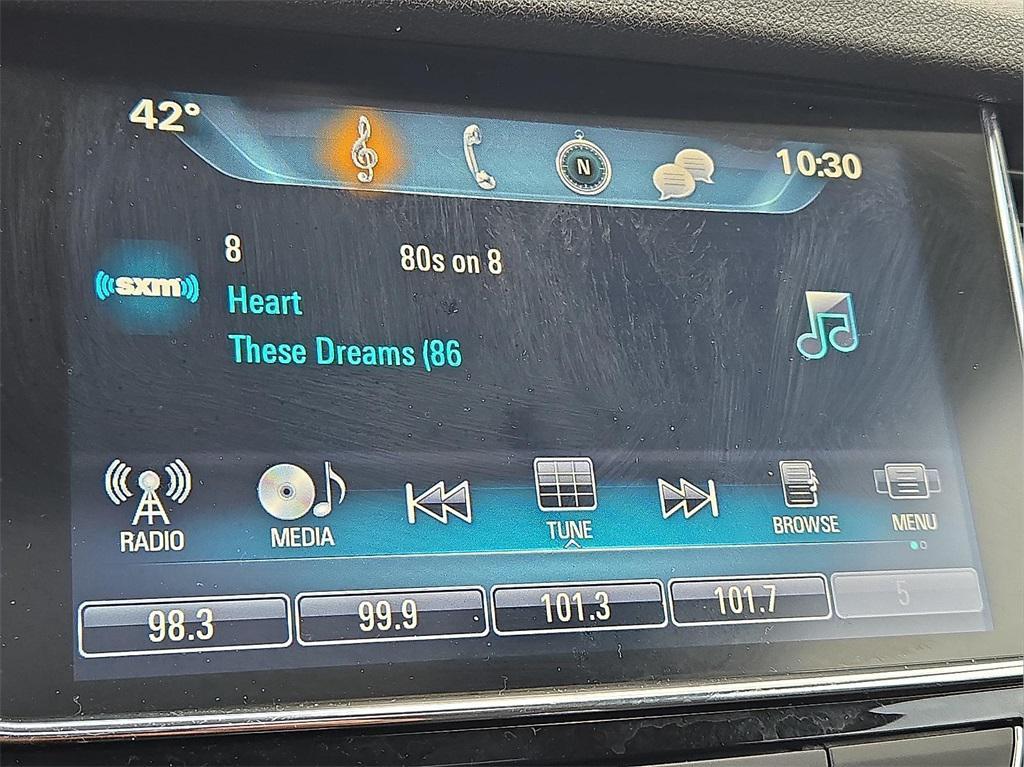 42°
N
10:30
8
80s on 8
sxm
Heart
These Dreams (86
RADIO
MEDIA
TUNE
BROWSE
MENU
98.3
99.9
101.3
101.7
5